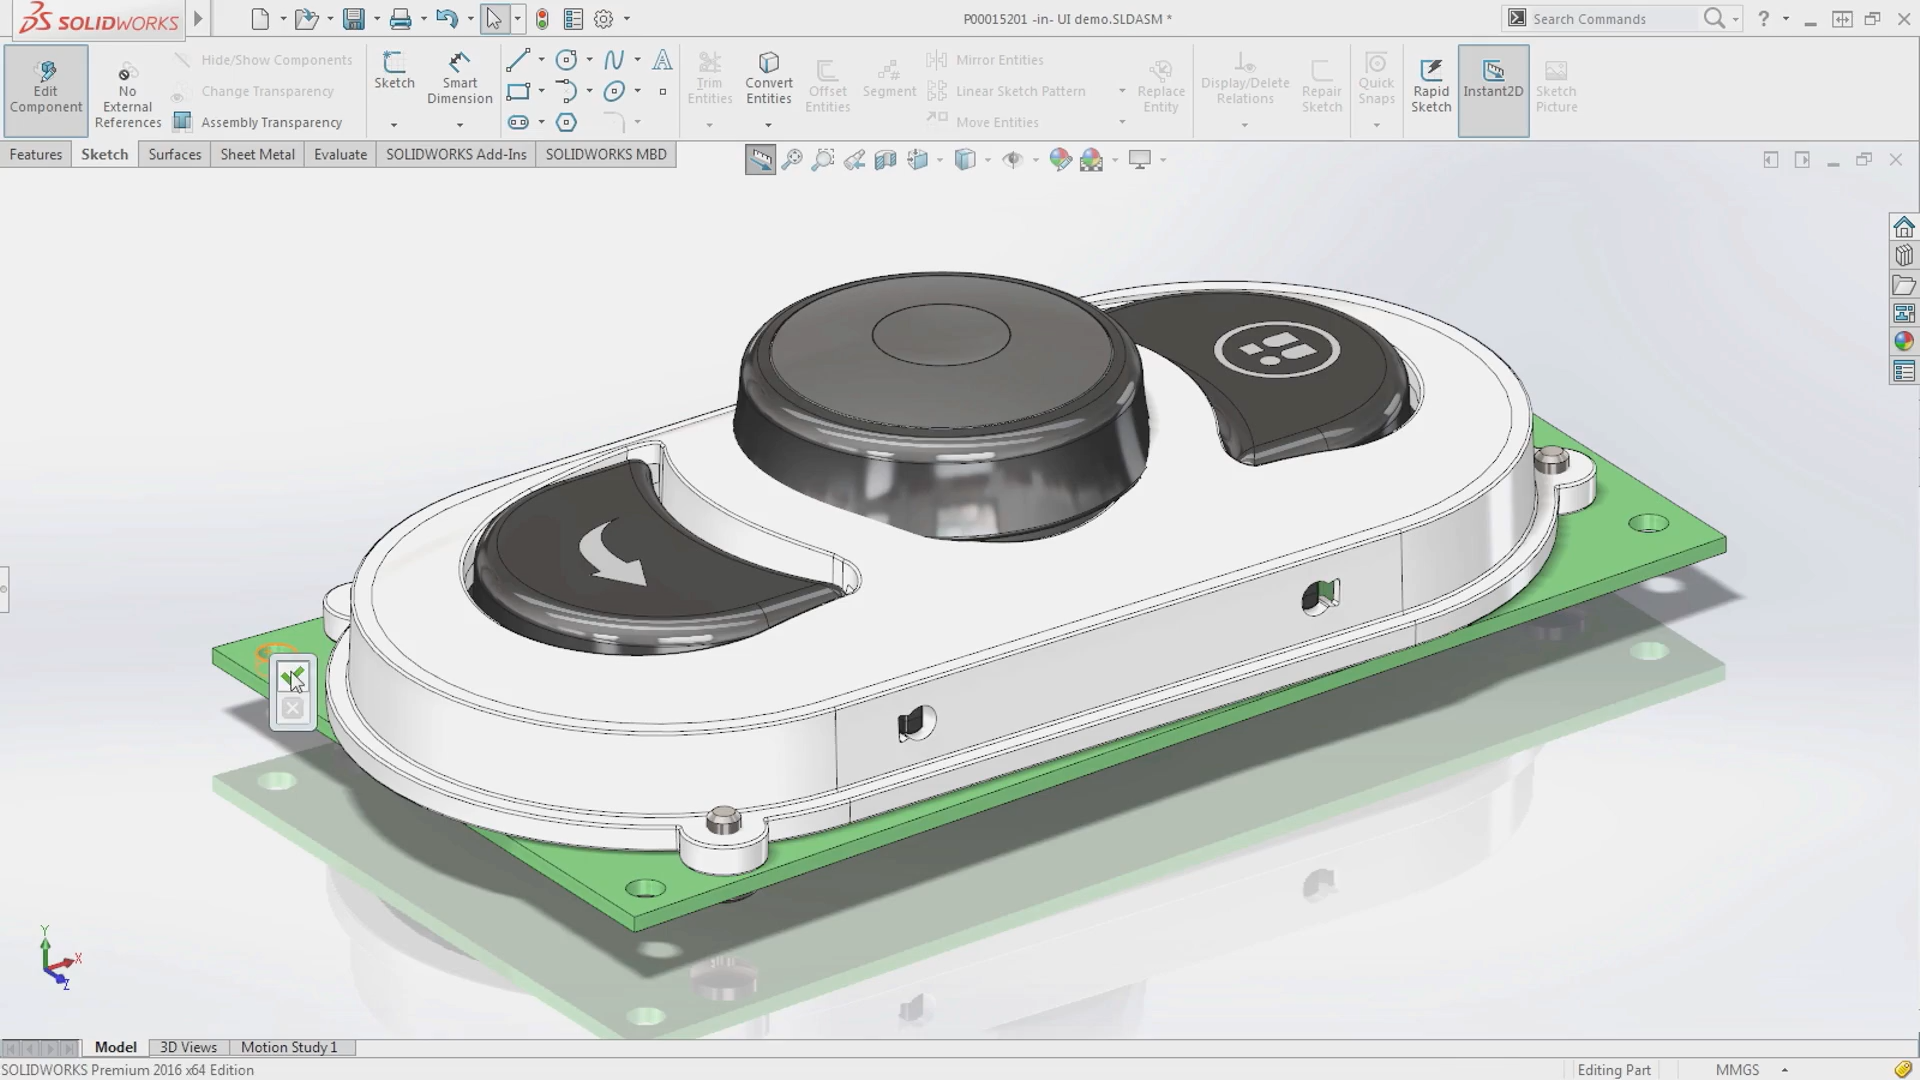 SOLIDWORKS
P00015201 -in- UI demo.SLDASM *
Search Commands
?
Edit Component
No External References
Hide/Show Components
Change Transparency
Assembly Transparency
Sketch
Smart Dimension
Trim Entities
Convert Entities
Offset Entities
Segment
Mirror Entities
Linear Sketch Pattern
Move Entities
Replace Entity
Display/Delete Relations
Repair Sketch
Quick Snaps
Rapid Sketch
Instant2D
Sketch Picture
Features
Sketch
Surfaces
Sheet Metal
Evaluate
SOLIDWORKS Add-Ins
SOLIDWORKS MBD
Y
X
Z
Model
3D Views
Motion Study 1
SOLIDWORKS Premium 2016 x64 Edition
Editing Part
MMGS